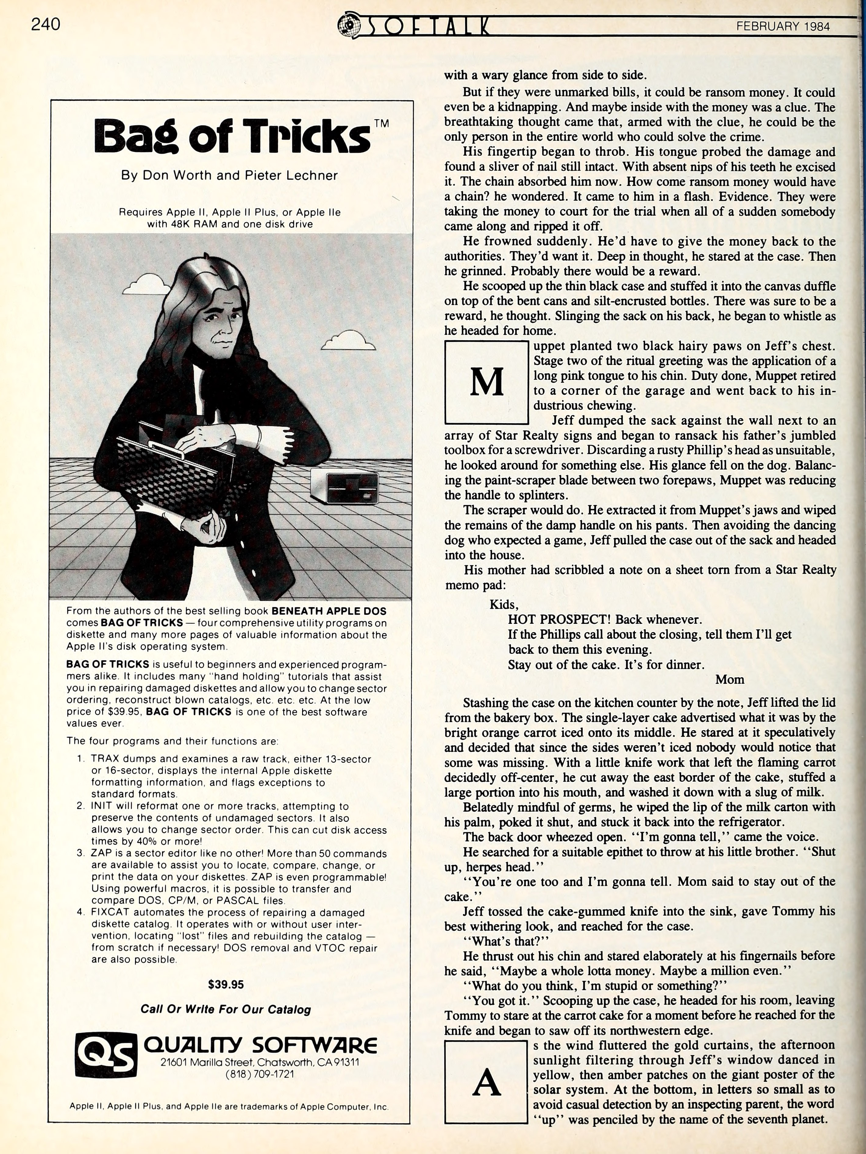 240
SOFTALK
FEBRUARY 1984
Bag of Tricks™
By Don Worth and Pieter Lechner
Requires Apple II, Apple II Plus, or Apple IIe
with 48K RAM and one disk drive
From the authors of the best selling book BENEATH APPLE DOS
comes BAG OF TRICKS — four comprehensive utility programs on
diskette and many more pages of valuable information about the
Apple II's disk operating system.
BAG OF TRICKS is useful to beginners and experienced program-
mers alike. It includes many "hand holding" tutorials that assist
you in repairing damaged diskettes and allow you to change sector
ordering, reconstruct blown catalogs, etc. etc. etc. At the low
price of $39.95, BAG OF TRICKS is one of the best software
values ever.
The four programs and their functions are:
1. TRAX dumps and examines a raw track, either 13-sector
or 16-sector, displays the internal Apple diskette
formatting information, and flags exceptions to
standard formats.
2. INIT will reformat one or more tracks, attempting to
preserve the contents of undamaged sectors. It also
allows you to change sector order. This can cut disk access
times by 40% or more!
3. ZAP is a sector editor like no other! More than 50 commands
are available to assist you to locate, compare, change, or
print the data on your diskettes. ZAP is even programmable!
Using powerful macros, it is possible to transfer and
compare DOS, CP/M, or PASCAL files.
4. FIXCAT automates the process of repairing a damaged
diskette catalog. It operates with or without user inter-
vention, locating "lost" files and rebuilding the catalog —
from scratch if necessary! DOS removal and VTOC repair
are also possible.
$39.95
Call Or Write For Our Catalog
QS QUALITY SOFTWARE
21601 Marilla Street, Chatsworth, CA 91311
(818) 709-1721
Apple II, Apple II Plus, and Apple IIe are trademarks of Apple Computer, Inc.
with a wary glance from side to side.
But if they were unmarked bills, it could be ransom money. It could
even be a kidnapping. And maybe inside with the money was a clue. The
breathtaking thought came that, armed with the clue, he could be the
only person in the entire world who could solve the crime.
His fingertip began to throb. His tongue probed the damage and
found a sliver of nail still intact. With absent nips of his teeth he excised
it. The chain absorbed him now. How come ransom money would have
a chain? he wondered. It came to him in a flash. Evidence. They were
taking the money to court for the trial when all of a sudden somebody
came along and ripped it off.
He frowned suddenly. He'd have to give the money back to the
authorities. They'd want it. Deep in thought, he stared at the case. Then
he grinned. Probably there would be a reward.
He scooped up the thin black case and stuffed it into the canvas duffle
on top of the bent cans and silt-encrusted bottles. There was sure to be a
reward, he thought. Slinging the sack on his back, he began to whistle as
he headed for home.
Muppet planted two black hairy paws on Jeff's chest.
Stage two of the ritual greeting was the application of a
long pink tongue to his chin. Duty done, Muppet retired
to a corner of the garage and went back to his in-
dustrious chewing.
Jeff dumped the sack against the wall next to an
array of Star Realty signs and began to ransack his father's jumbled
toolbox for a screwdriver. Discarding a rusty Phillip's head as unsuitable,
he looked around for something else. His glance fell on the dog. Balanc-
ing the paint-scraper blade between two forepaws, Muppet was reducing
the handle to splinters.
The scraper would do. He extracted it from Muppet's jaws and wiped
the remains of the damp handle on his pants. Then avoiding the dancing
dog who expected a game, Jeff pulled the case out of the sack and headed
into the house.
His mother had scribbled a note on a sheet torn from a Star Realty
memo pad:
Kids,
HOT PROSPECT! Back whenever.
If the Phillips call about the closing, tell them I'll get
back to them this evening.
Stay out of the cake. It's for dinner.
Mom
Stashing the case on the kitchen counter by the note, Jeff lifted the lid
from the bakery box. The single-layer cake advertised what it was by the
bright orange carrot iced onto its middle. He stared at it speculatively
and decided that since the sides weren't iced nobody would notice that
some was missing. With a little knife work that left the flaming carrot
decidedly off-center, he cut away the east border of the cake, stuffed a
large portion into his mouth, and washed it down with a slug of milk.
Belatedly mindful of germs, he wiped the lip of the milk carton with
his palm, poked it shut, and stuck it back into the refrigerator.
The back door wheezed open. "I'm gonna tell," came the voice.
He searched for a suitable epithet to throw at his little brother. "Shut
up, herpes head."
"You're one too and I'm gonna tell. Mom said to stay out of the
cake."
Jeff tossed the cake-gummed knife into the sink, gave Tommy his
best withering look, and reached for the case.
"What's that?"
He thrust out his chin and stared elaborately at his fingernails before
he said, "Maybe a whole lotta money. Maybe a million even."
"What do you think, I'm stupid or something?"
"You got it." Scooping up the case, he headed for his room, leaving
Tommy to stare at the carrot cake for a moment before he reached for the
knife and began to saw off its northwestern edge.
As the wind fluttered the gold curtains, the afternoon
sunlight filtering through Jeff's window danced in
yellow, then amber patches on the giant poster of the
solar system. At the bottom, in letters so small as to
avoid casual detection by an inspecting parent, the word
"up" was penciled by the name of the seventh planet.